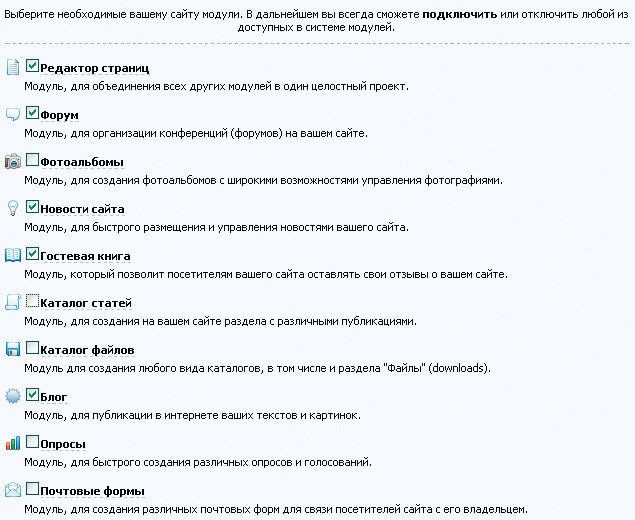 Выберите необходимые вашему сайту модули. В дальнейшем вы всегда сможете подключить или отключить любой из
доступных в системе модулей.
Редактор страниц
Модуль, для объединения всех других модулей в один целостный проект.
Форум
Модуль, для организации конференций (форумов) на вашем сайте.
Фотоальбомы
Модуль, для создания фотоальбомов с широкими возможностями управления фотографиями.
Новости сайта
Модуль, для быстрого размещения и управления новостями вашего сайта.
Гостевая книга
Модуль, который позволит посетителям вашего сайта оставлять свои отзывы о вашем сайте.
Каталог статей
Модуль, для создания на вашем сайте раздела с различными публикациями.
Каталог файлов
Модуль для создания любого вида каталогов, в том числе и раздела "Файлы" (downloads).
Блог
Модуль, для публикации в интернете ваших текстов и картинок.
Опросы
Модуль, для быстрого создания различных опросов и голосований.
Почтовые формы
Модуль, для создания различных почтовых форм для связи посетителей сайта с его владельцем.